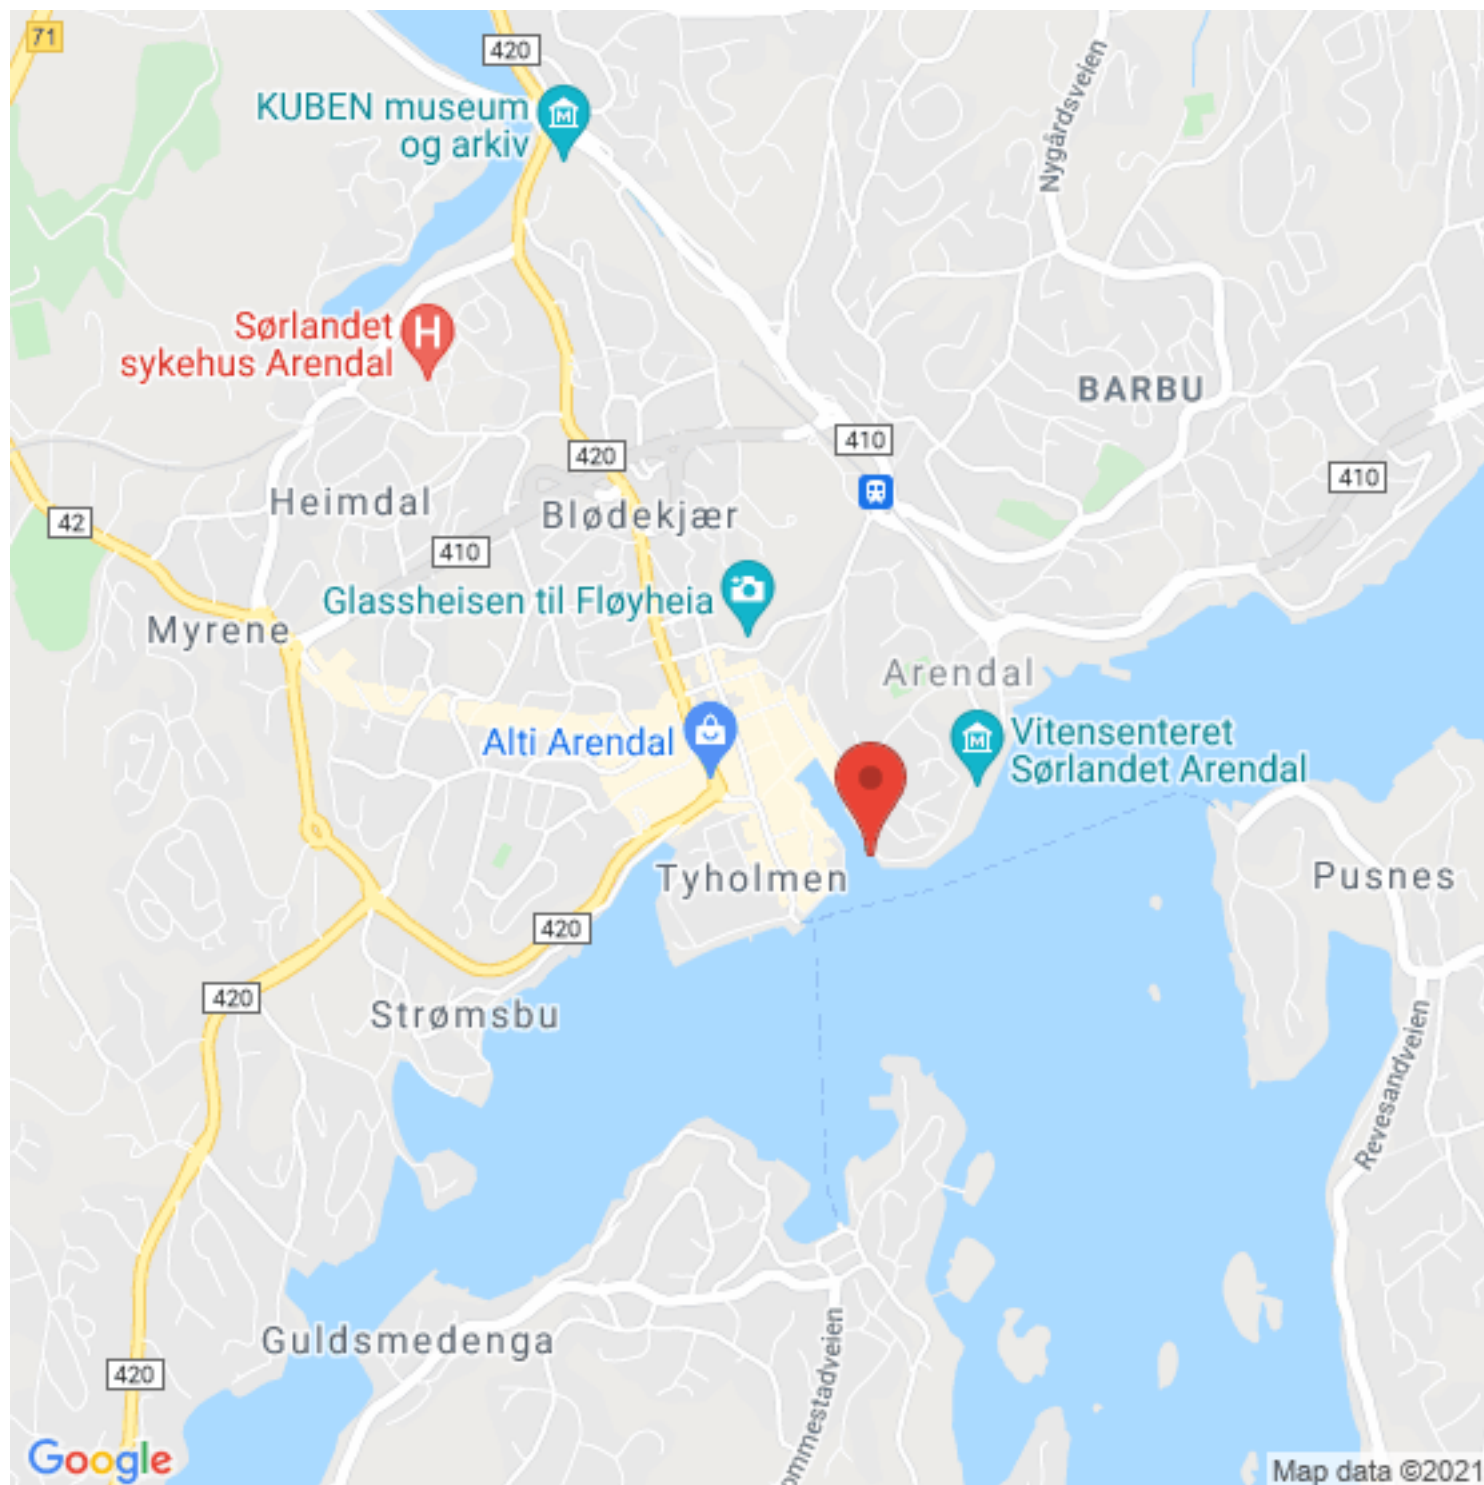 71
420
KUBEN museum
og arkiv
Nygårdsveien
Sørlandet
sykehus Arendal
BARBU
410
420
410
Heimdal
42
Blødekjær
410
Glassheisen til Fløyheia
Myrene
Arendal
Alti Arendal
Vitensenteret
Sørlandet Arendal
Tyholmen
Pusnes
420
420
Strømsbu
Revesandveien
Guldsmedenga
420
ommestadveien
Google
Map data ©2021